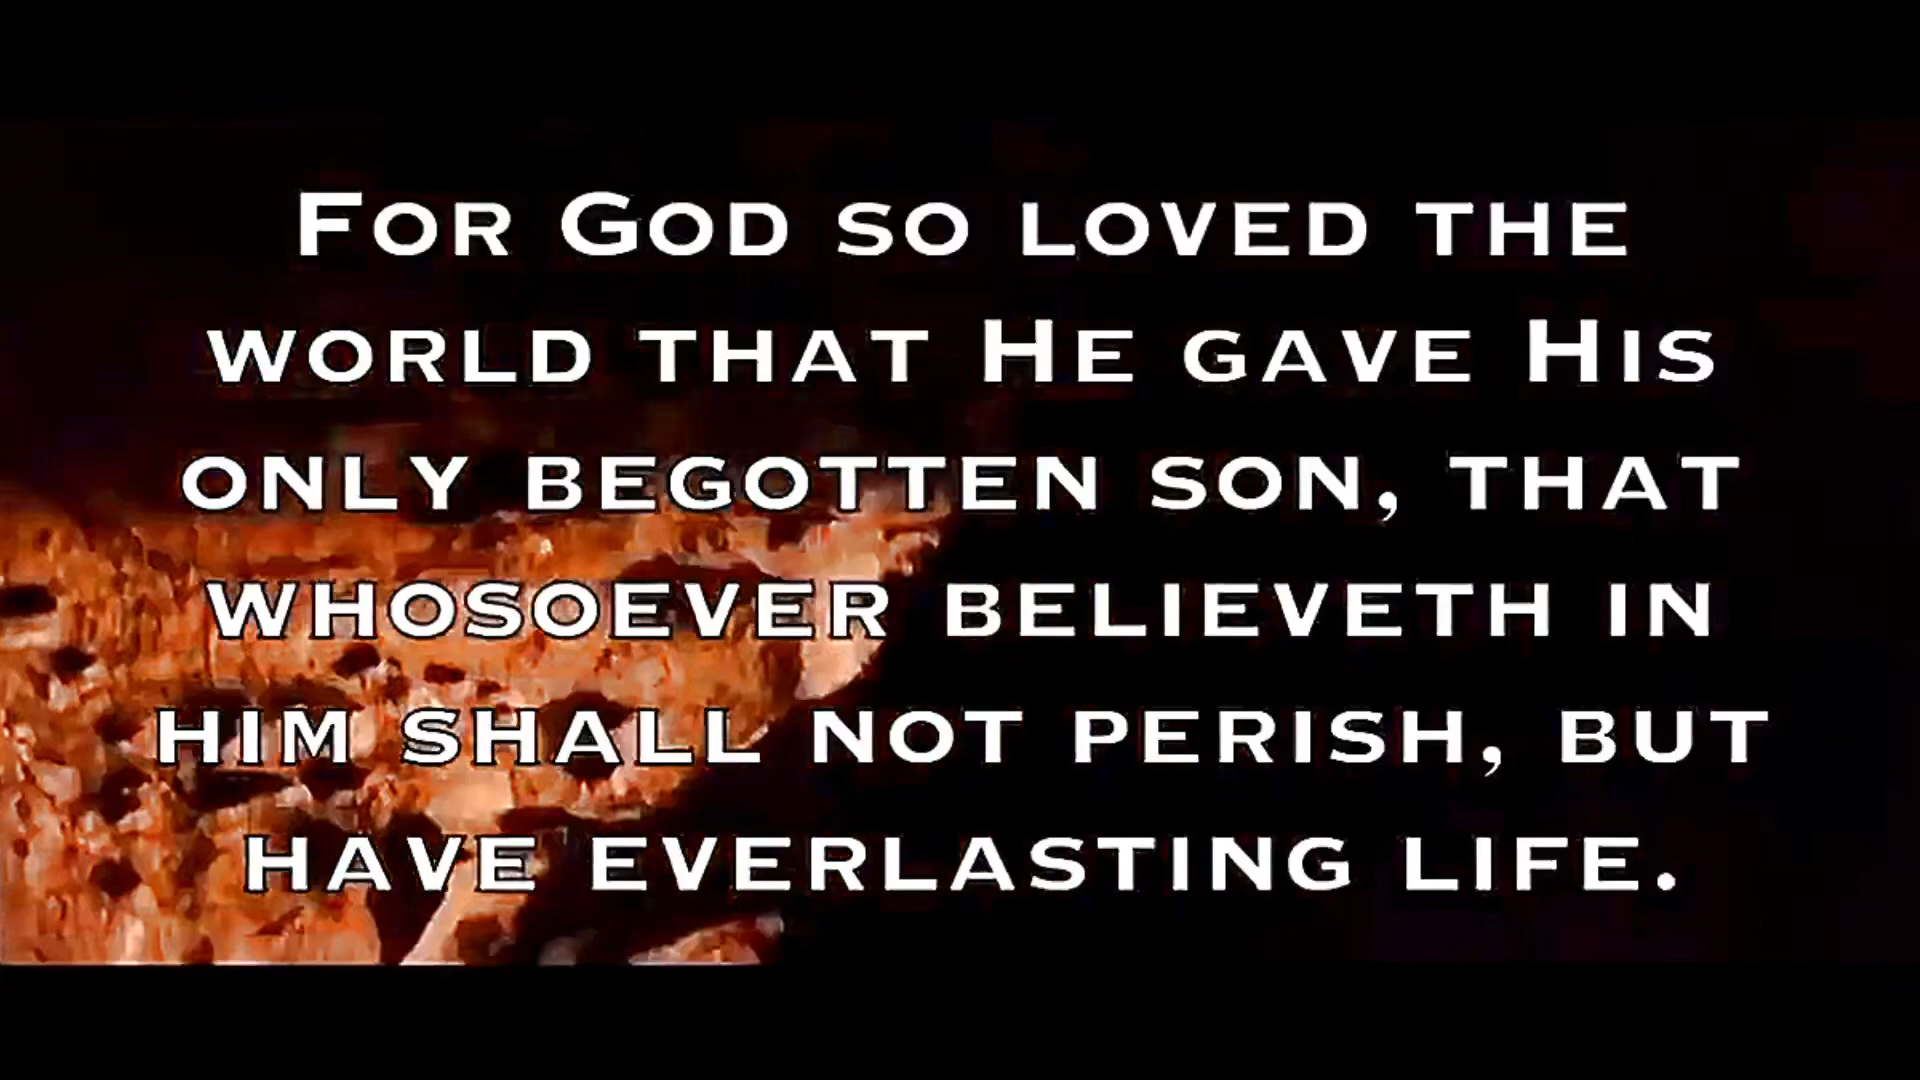 For God so loved the
world that He gave His
only begotten son, that
whosoever believeth in
him shall not perish, but
have everlasting life.